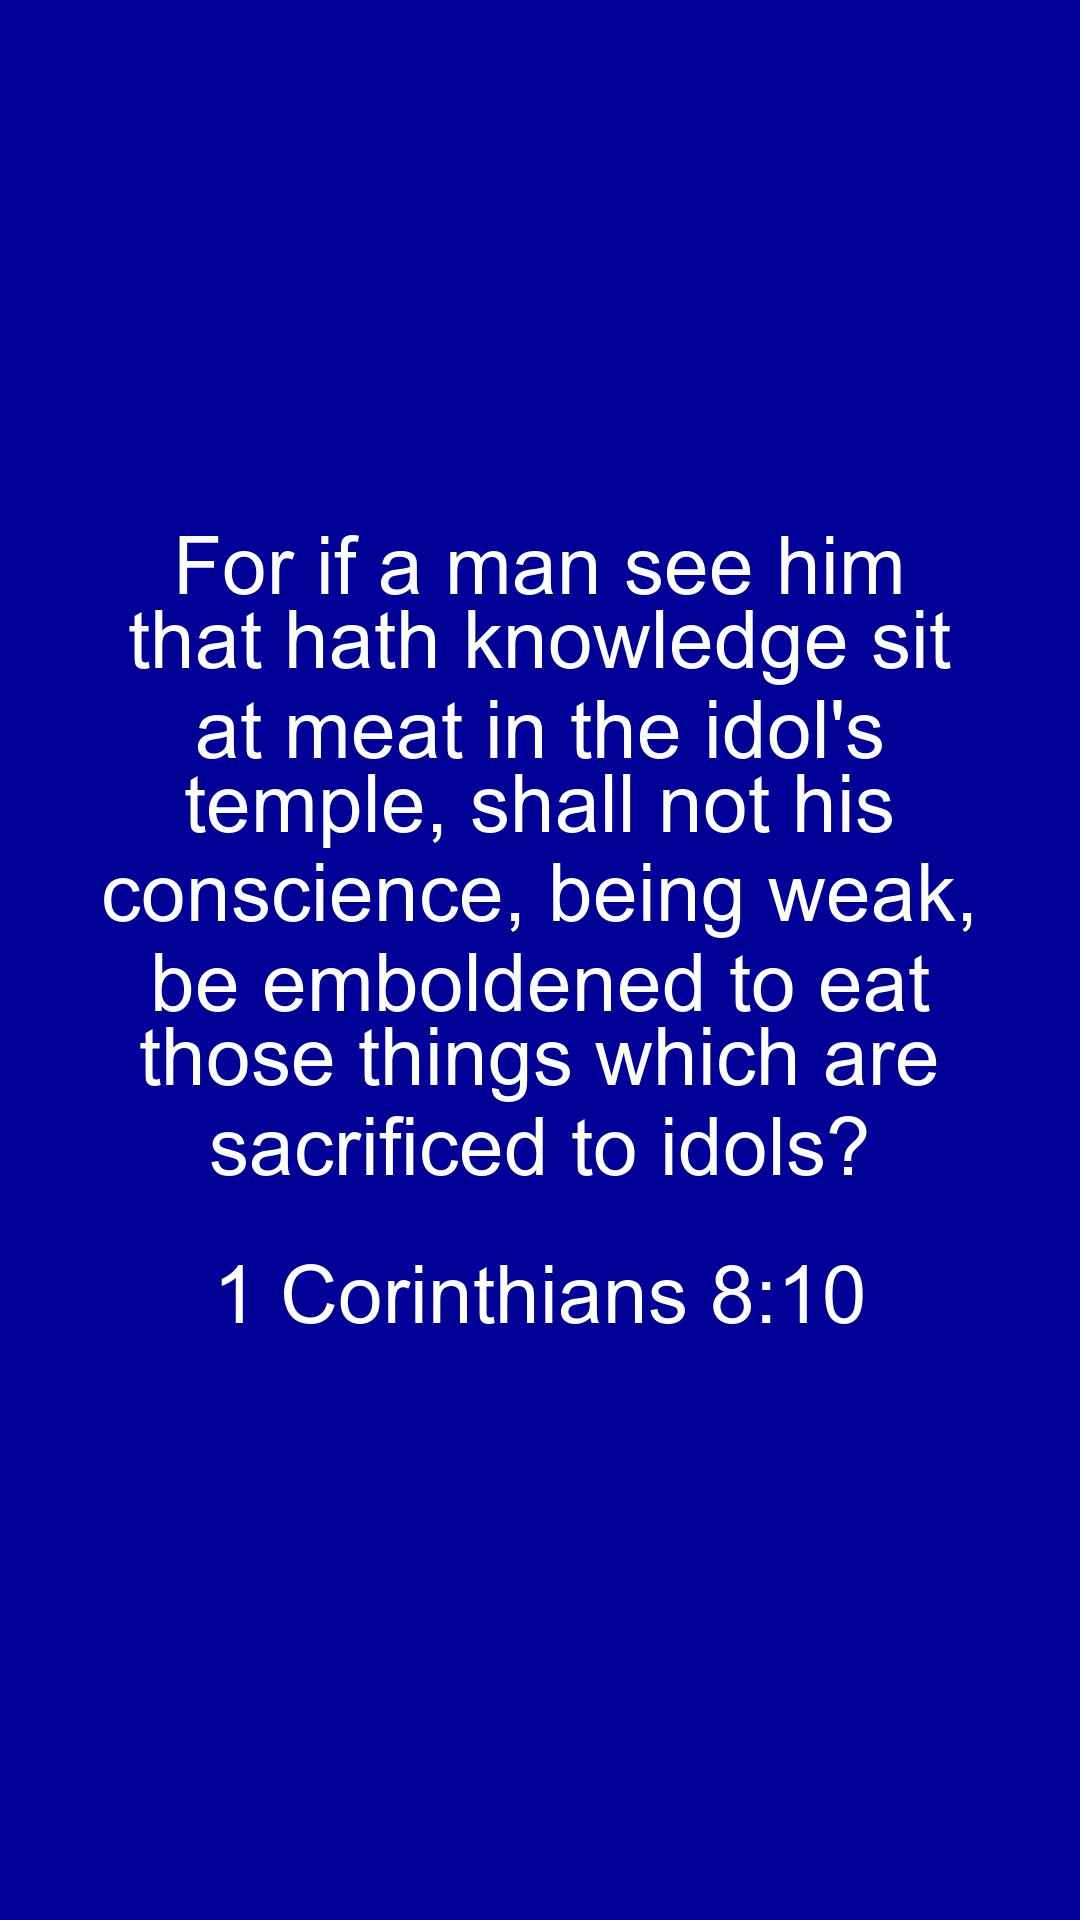 For if a man see him
that hath knowledge sit
at meat in the idol's
temple, shall not his
conscience, being weak,
be emboldened to eat
those things which are
sacrificed to idols?
1 Corinthians 8:10